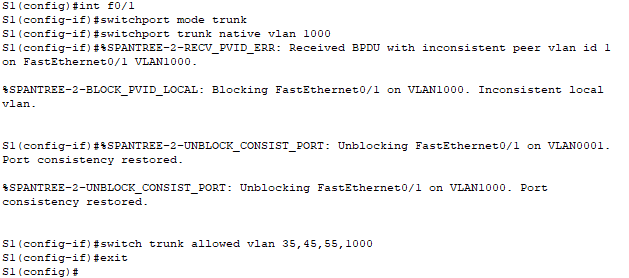 S1(config)#int f0/1
S1(config-if)#switchport mode trunk
S1(config-if)#switchport trunk native vlan 1000
S1(config-if)#%SPANTREE-2-RECV_PVID_ERR: Received BPDU with inconsistent peer vlan id 1
on FastEthernet0/1 VLAN1000.
%SPANTREE-2-BLOCK_PVID_LOCAL: Blocking FastEthernet0/1 on VLAN1000. Inconsistent local
vlan.
S1(config-if)#%SPANTREE-2-UNBLOCK_CONSIST_PORT: Unblocking FastEthernet0/1 on VLAN0001.
Port consistency restored.
%SPANTREE-2-UNBLOCK_CONSIST_PORT: Unblocking FastEthernet0/1 on VLAN1000. Port
consistency restored.
S1(config-if)#switch trunk allowed vlan 35,45,55,1000
S1(config-if)#exit
S1(config)#